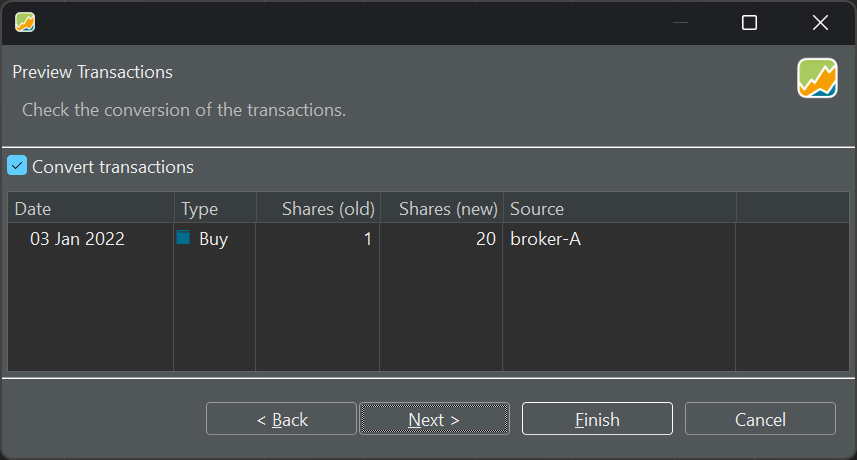 Preview Transactions
Check the conversion of the transactions.
Convert transactions
Date Type Shares (old) Shares (new) Source
03 Jan 2022 Buy 1 20 broker-A
< Back Next > Finish Cancel